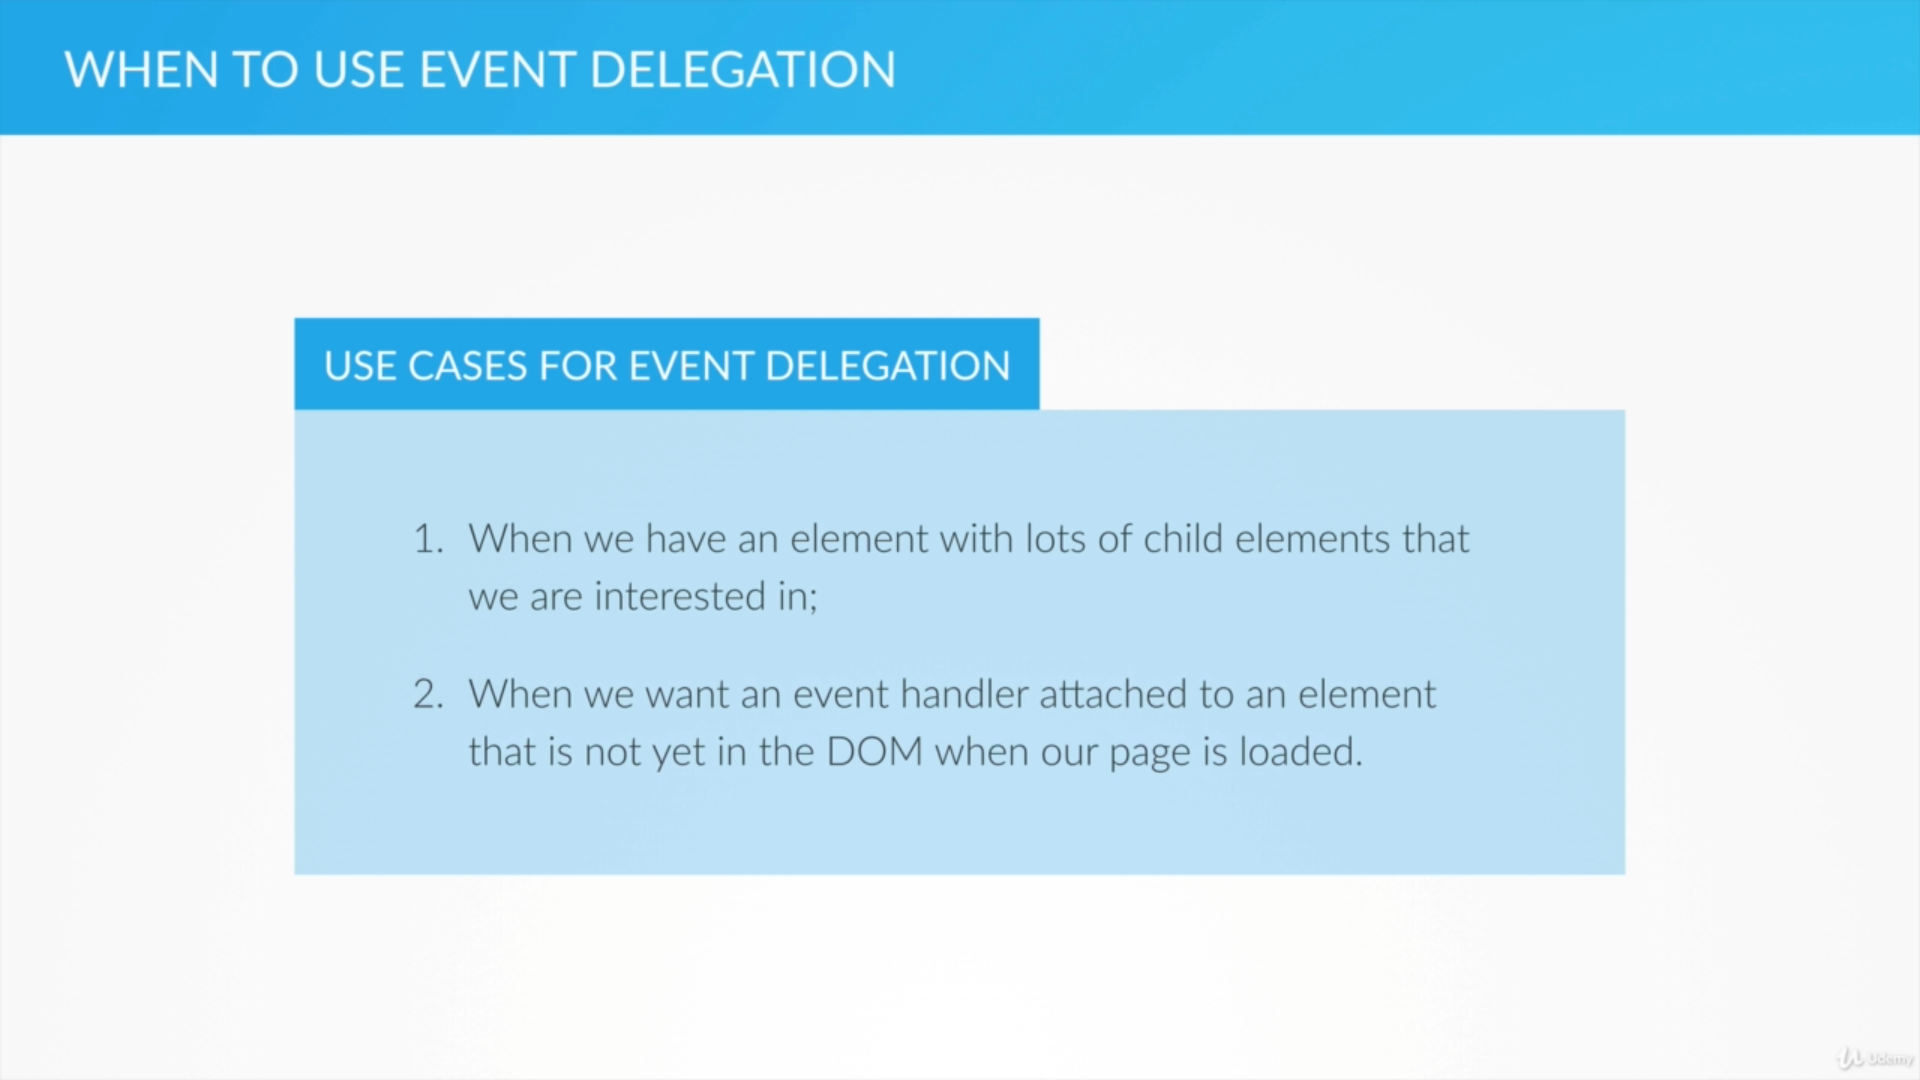 WHEN TO USE EVENT DELEGATION
USE CASES FOR EVENT DELEGATION
1. When we have an element with lots of child elements that
we are interested in;
2. When we want an event handler attached to an element
that is not yet in the DOM when our page is loaded.
Udemy